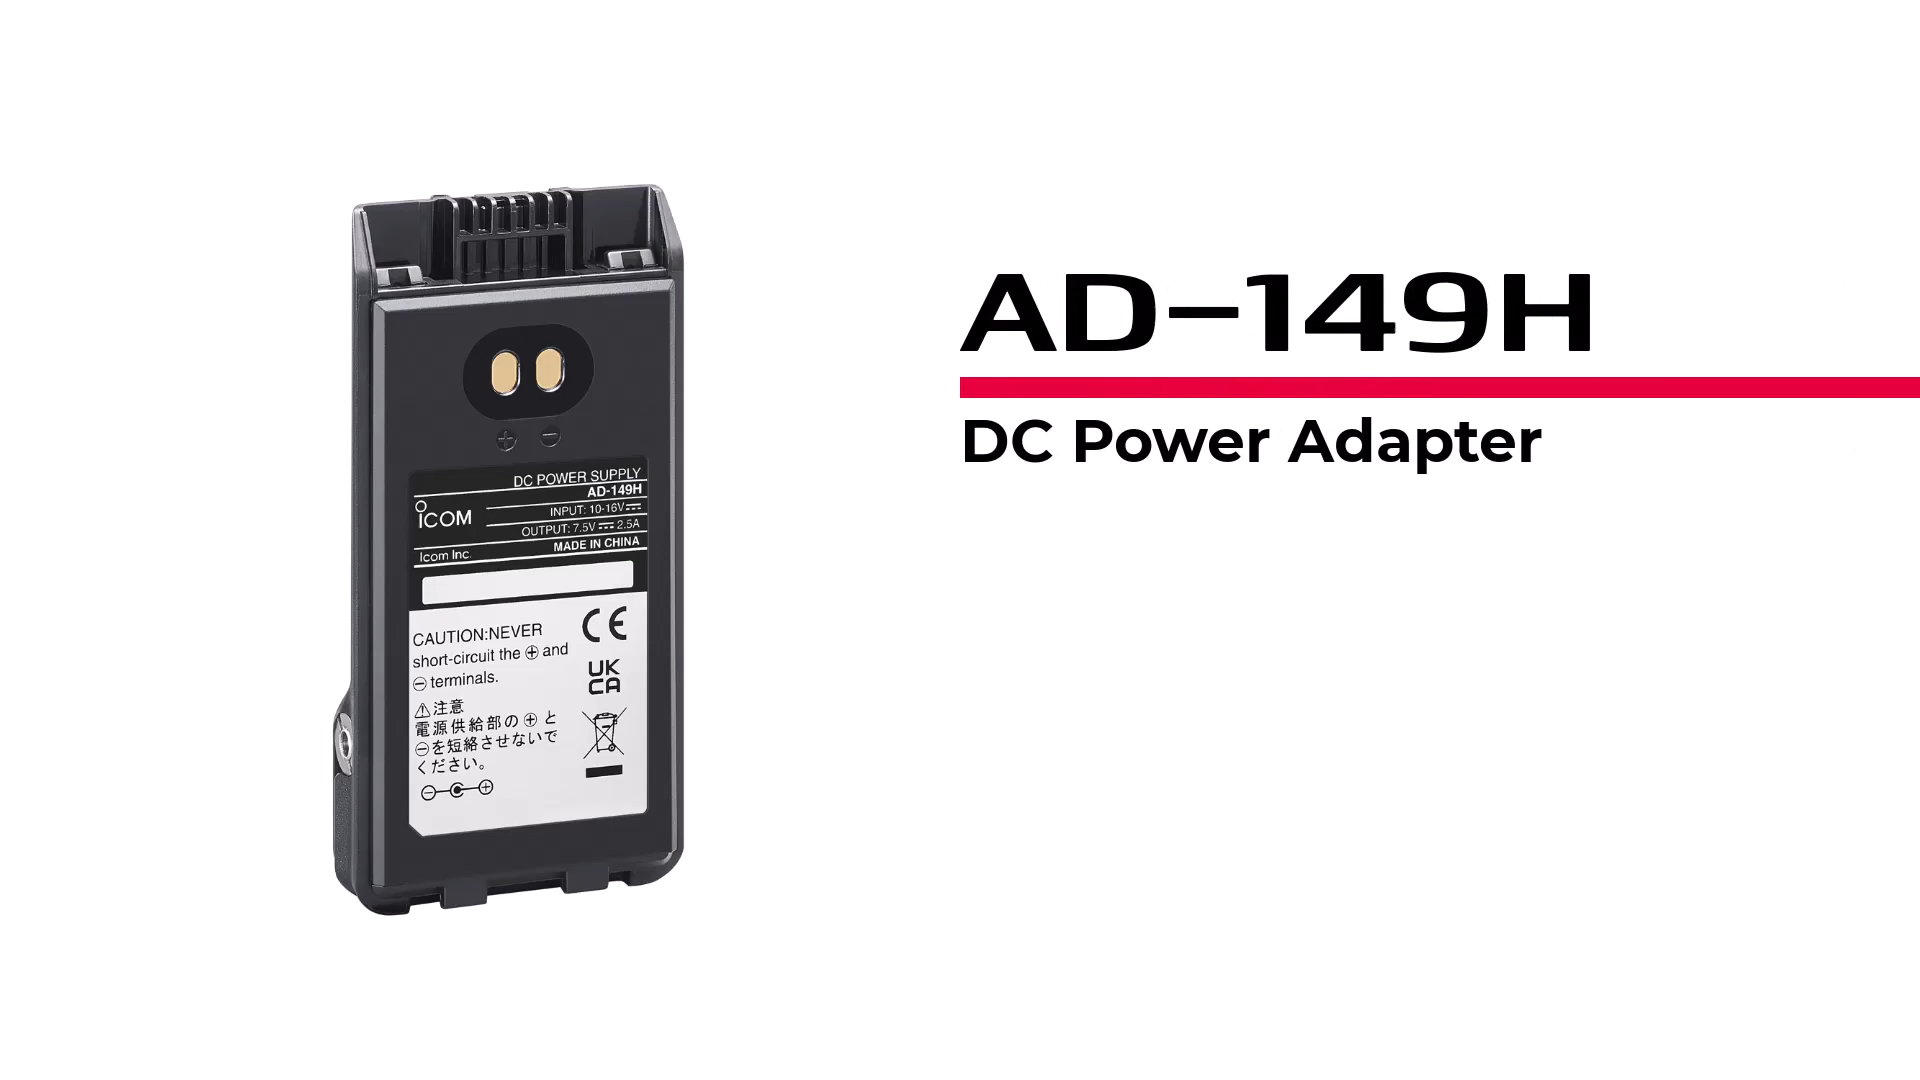 AD-149H
DC Power Adapter
DC POWER SUPPLY
AD-149H
ICOM
INPUT: 10-16V⎓
OUTPUT: 7.5V⎓2.5A
Icom Inc.
MADE IN CHINA
CAUTION:NEVER
short-circuit the ⊕ and
⊖ terminals.
⚠注意
電源供給部の⊕と
⊖を短絡させないで
ください。
CE
UK
CA